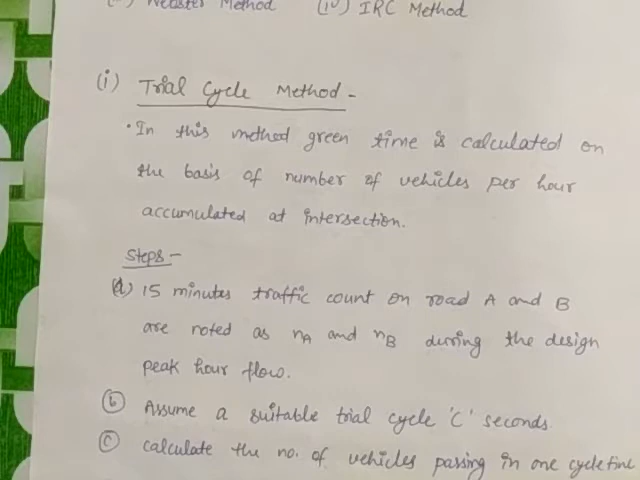 Webster Method (iv) IRC Method
(i) Trial Cycle Method -
• In this method green time is calculated on
the basis of number of vehicles per hour
accumulated at intersection.
Steps -
(a) 15 minutes traffic count on road A and B
are noted as nA and nB during the design
peak hour flow.
(b) Assume a suitable trial cycle 'C' seconds.
(c) calculate the no. of vehicles passing in one cycle